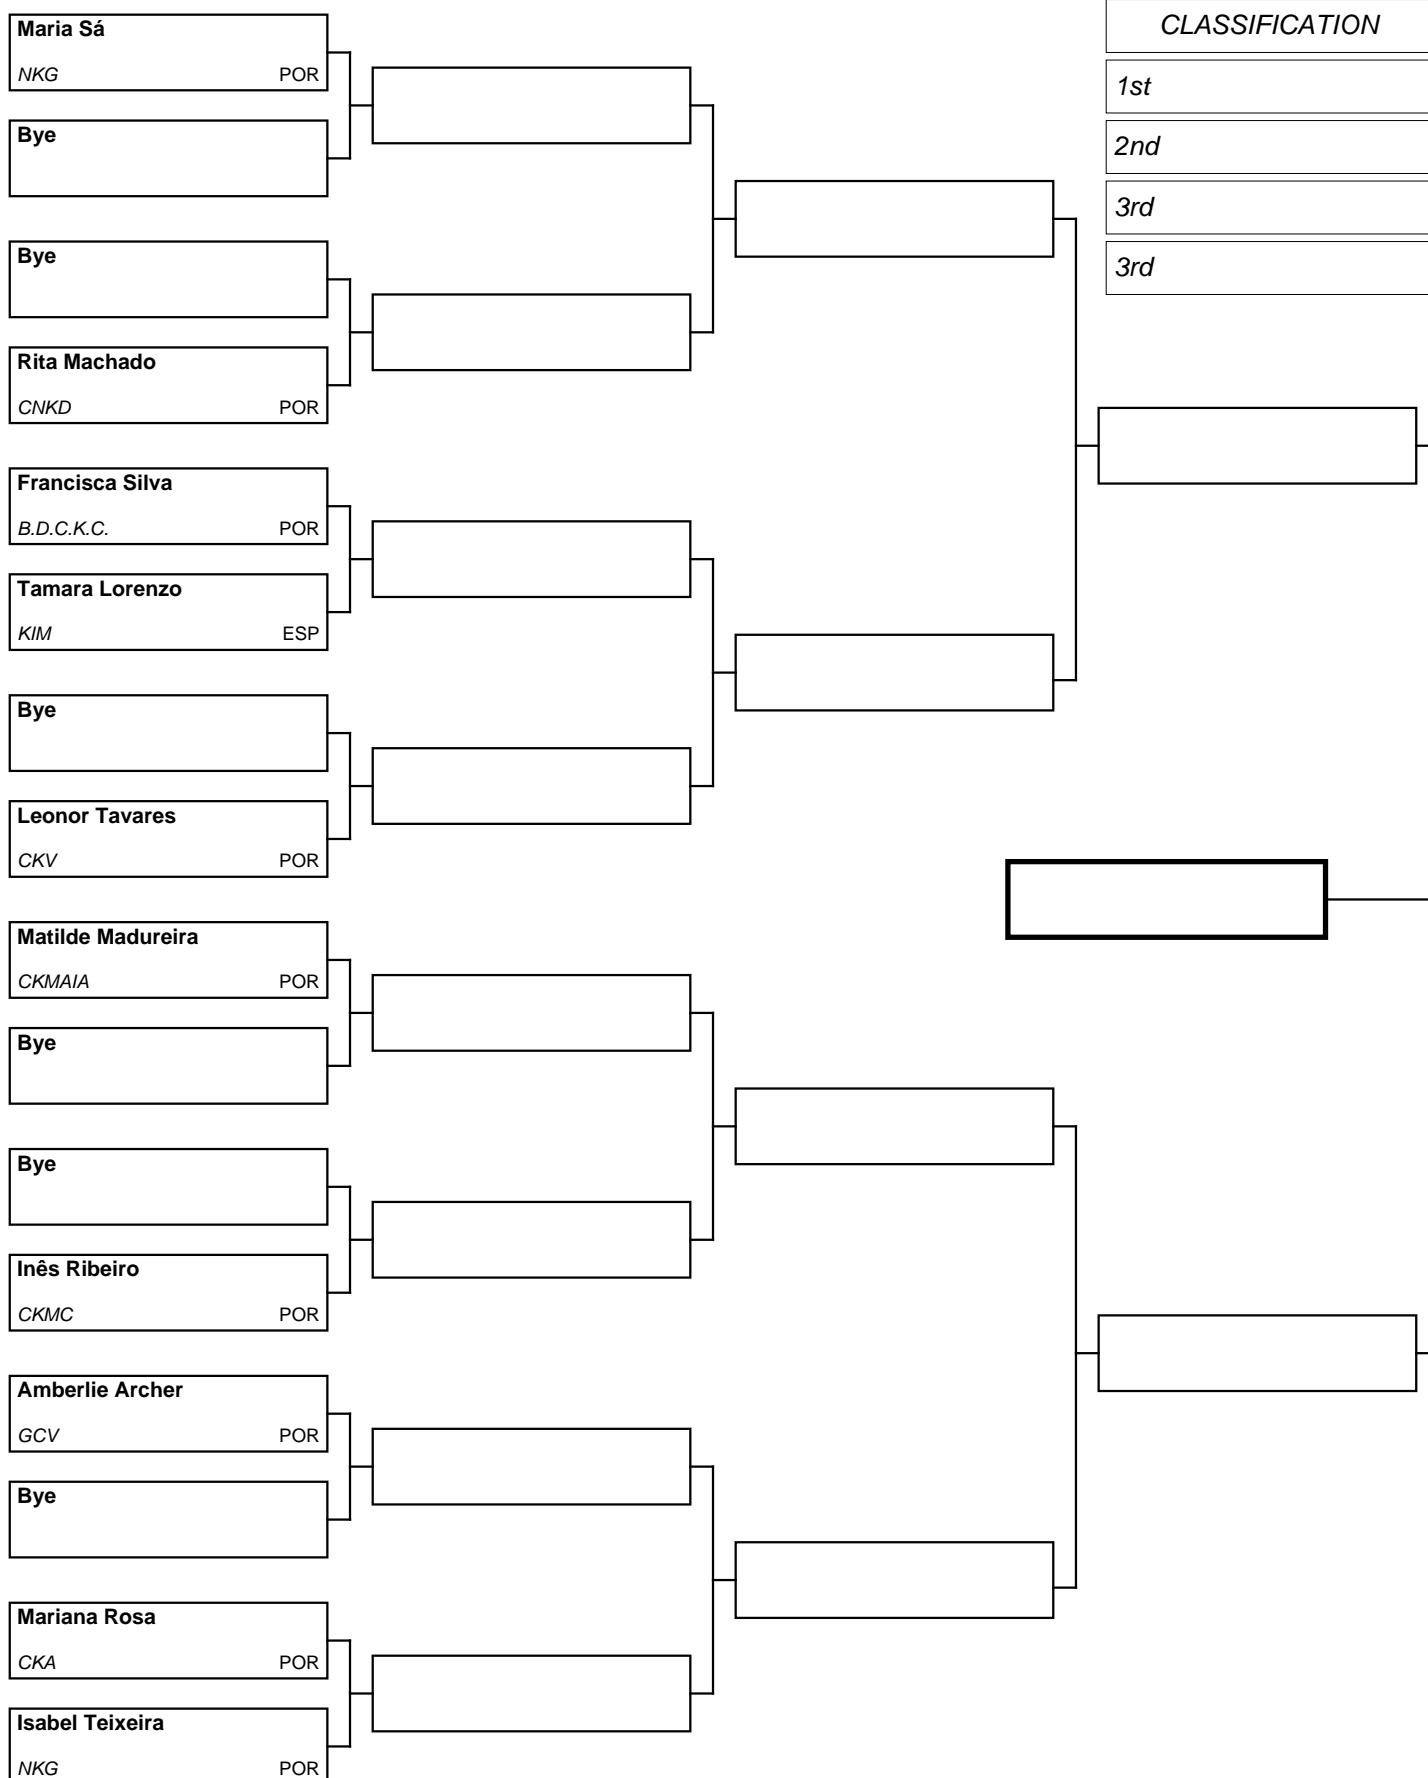 Maria Sá
NKG POR
Bye
Bye
Rita Machado
CNKD POR
Francisca Silva
B.D.C.K.C. POR
Tamara Lorenzo
KIM ESP
Bye
Leonor Tavares
CKV POR
Matilde Madureira
CKMAIA POR
Bye
Bye
Inês Ribeiro
CKMC POR
Amberlie Archer
GCV POR
Bye
Mariana Rosa
CKA POR
Isabel Teixeira
NKG POR
CLASSIFICATION
1st
2nd
3rd
3rd